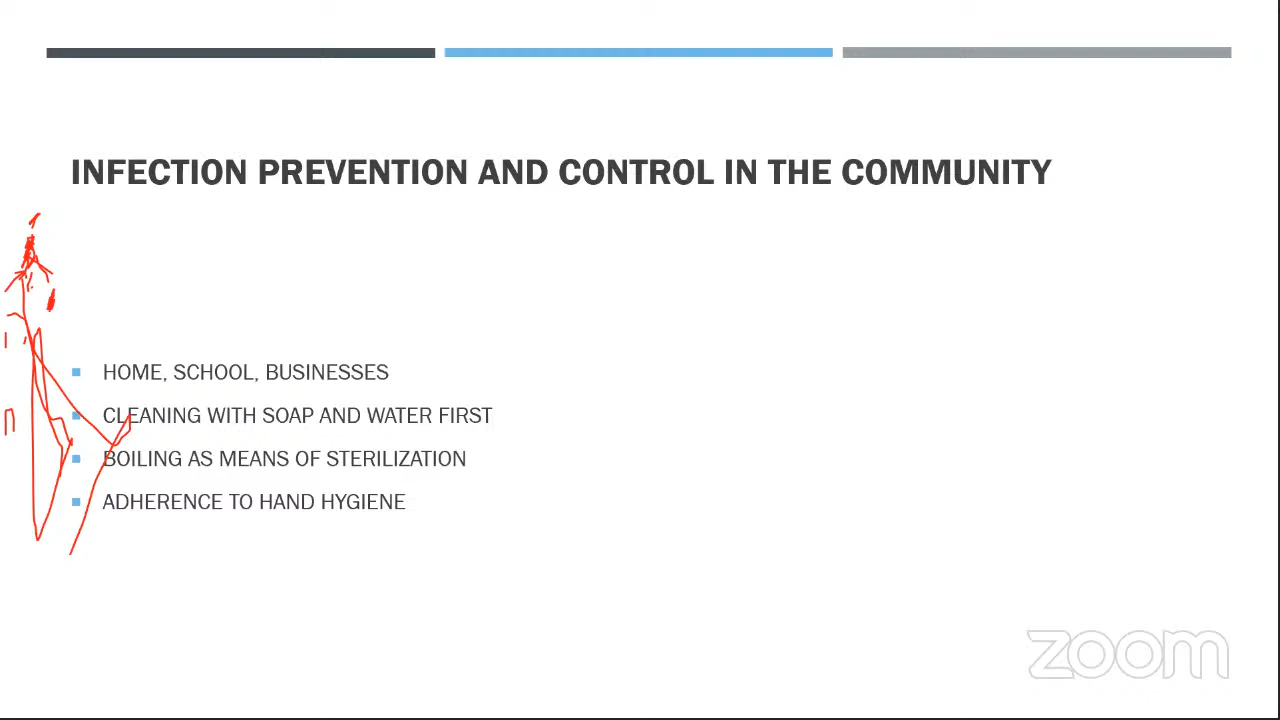 INFECTION PREVENTION AND CONTROL IN THE COMMUNITY
HOME, SCHOOL, BUSINESSES
CLEANING WITH SOAP AND WATER FIRST
BOILING AS MEANS OF STERILIZATION
ADHERENCE TO HAND HYGIENE
zoom